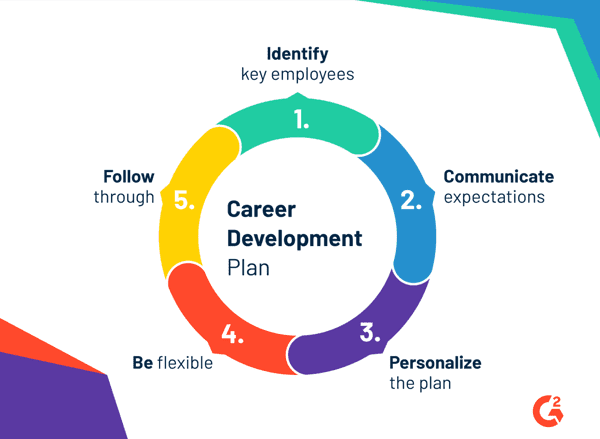 Identify
key employees
1.
Communicate
expectations
2.
Personalize
the plan
3.
Be flexible
4.
Follow
through
5.
Career
Development
Plan
G2